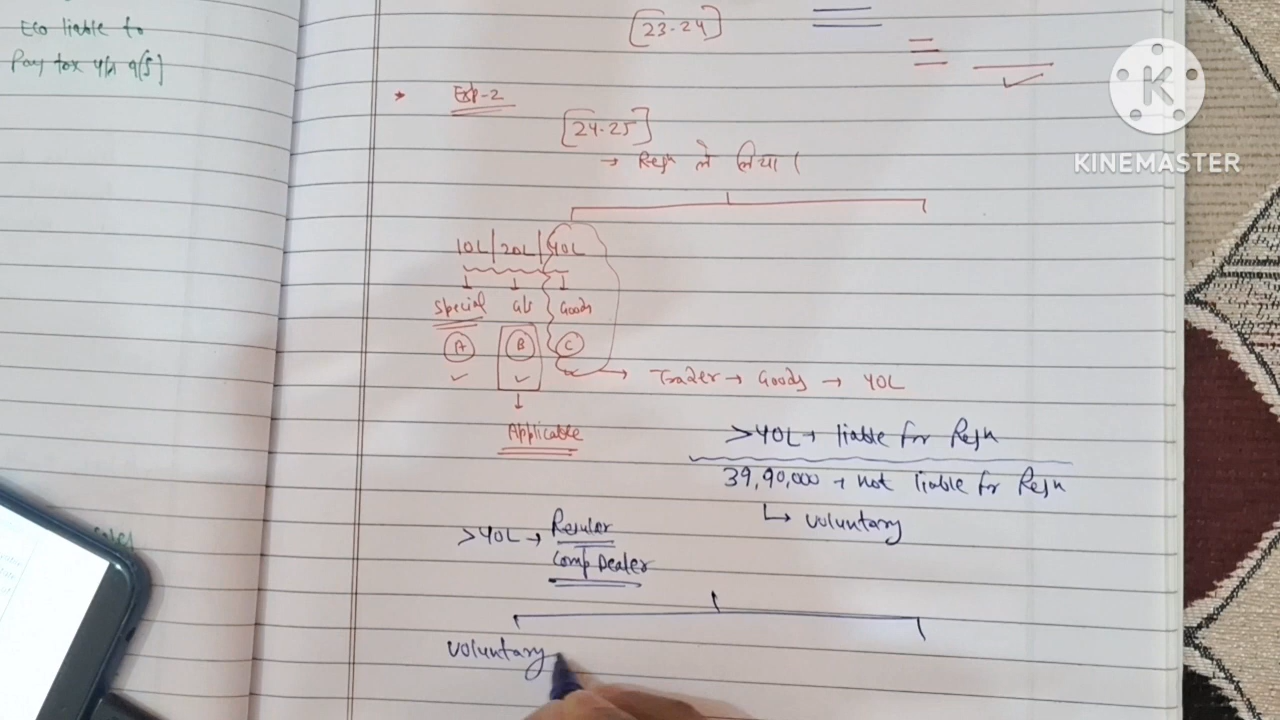 Eco liable to
Pay tax u/s 9(5)]
[23-24]
Exp-2
[24-25]
→ Regn ले लिया ।
10L | 20L | 40L
Special G/s Goods
A B C
→ Trader → Goods → 40L
Applicable
>40L → liable for Regn
39,90,000 → not liable for Regn
↳ voluntary
>40L → Regular
Comp Dealer
voluntary
K
KINEMASTER